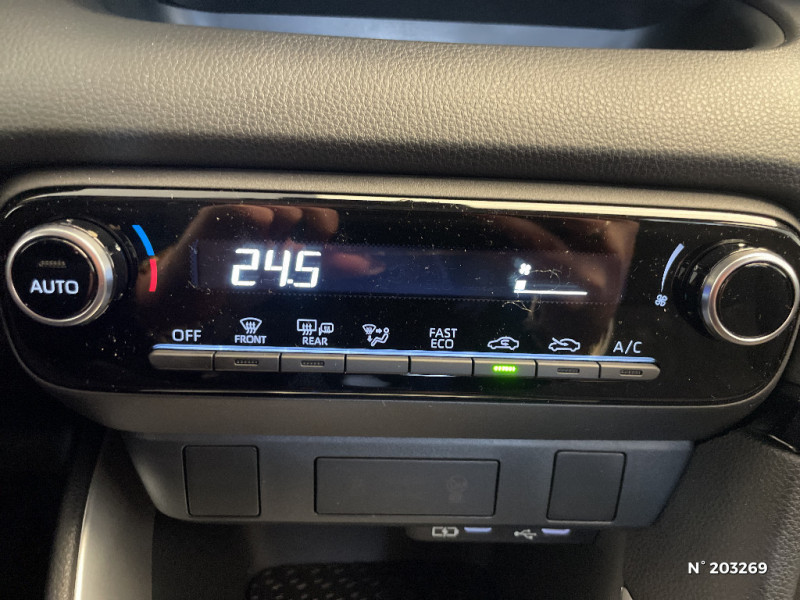 24.5
AUTO
OFF
FRONT
REAR
FAST
ECO
A/C
N° 203269